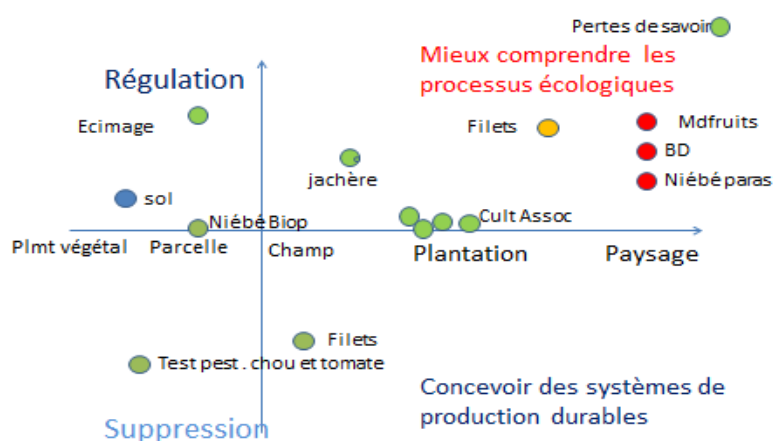 Pertes de savoir
Mieux comprendre les
processus écologiques
Régulation
Ecimage
Filets
Mdfruits
BD
jachère
Niébé paras
sol
Niébé Biop
Cult Assoc
Plmt végétal
Parcelle
Champ
Plantation
Paysage
Filets
Test pest. chou et tomate
Concevoir des systèmes de
production durables
Suppression